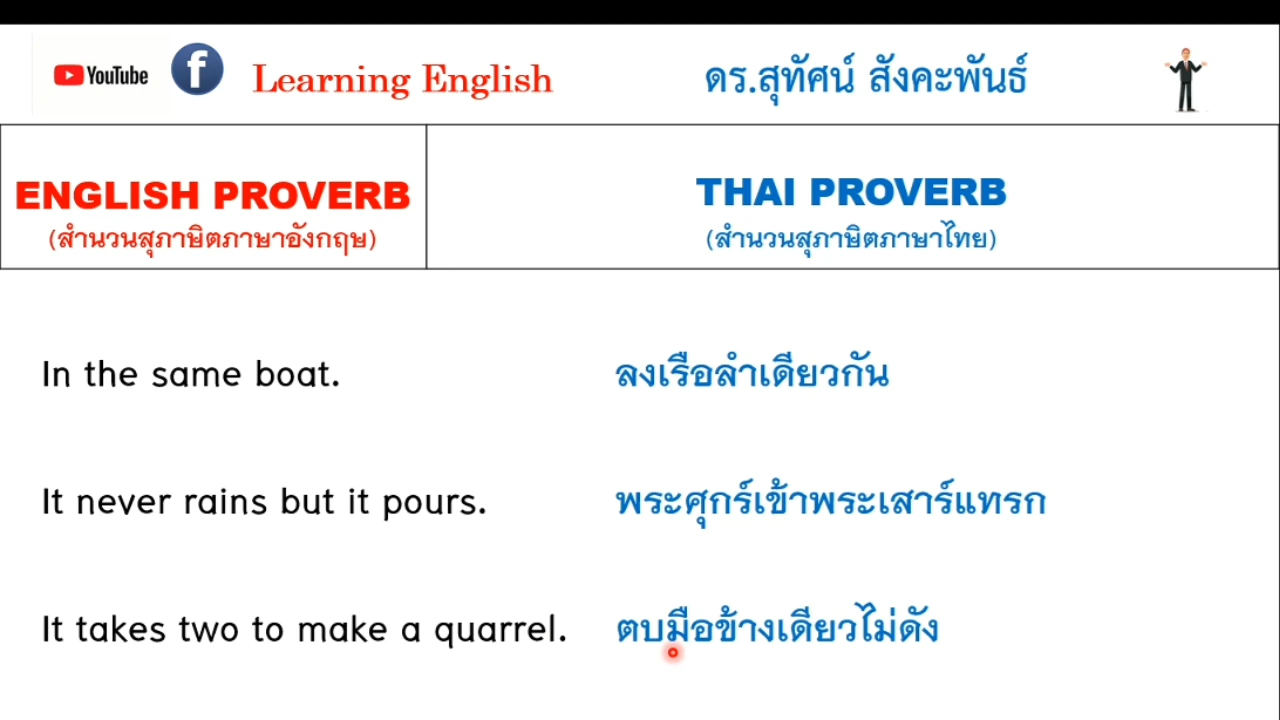 YouTube f Learning English ดร.สุทัศน์ สังคะพันธ์
ENGLISH PROVERB THAI PROVERB
(สำนวนสุภาษิตภาษาอังกฤษ) (สำนวนสุภาษิตภาษาไทย)
In the same boat. ลงเรือลำเดียวกัน
It never rains but it pours. พระศุกร์เข้าพระเสาร์แทรก
It takes two to make a quarrel. ตบมือข้างเดียวไม่ดัง